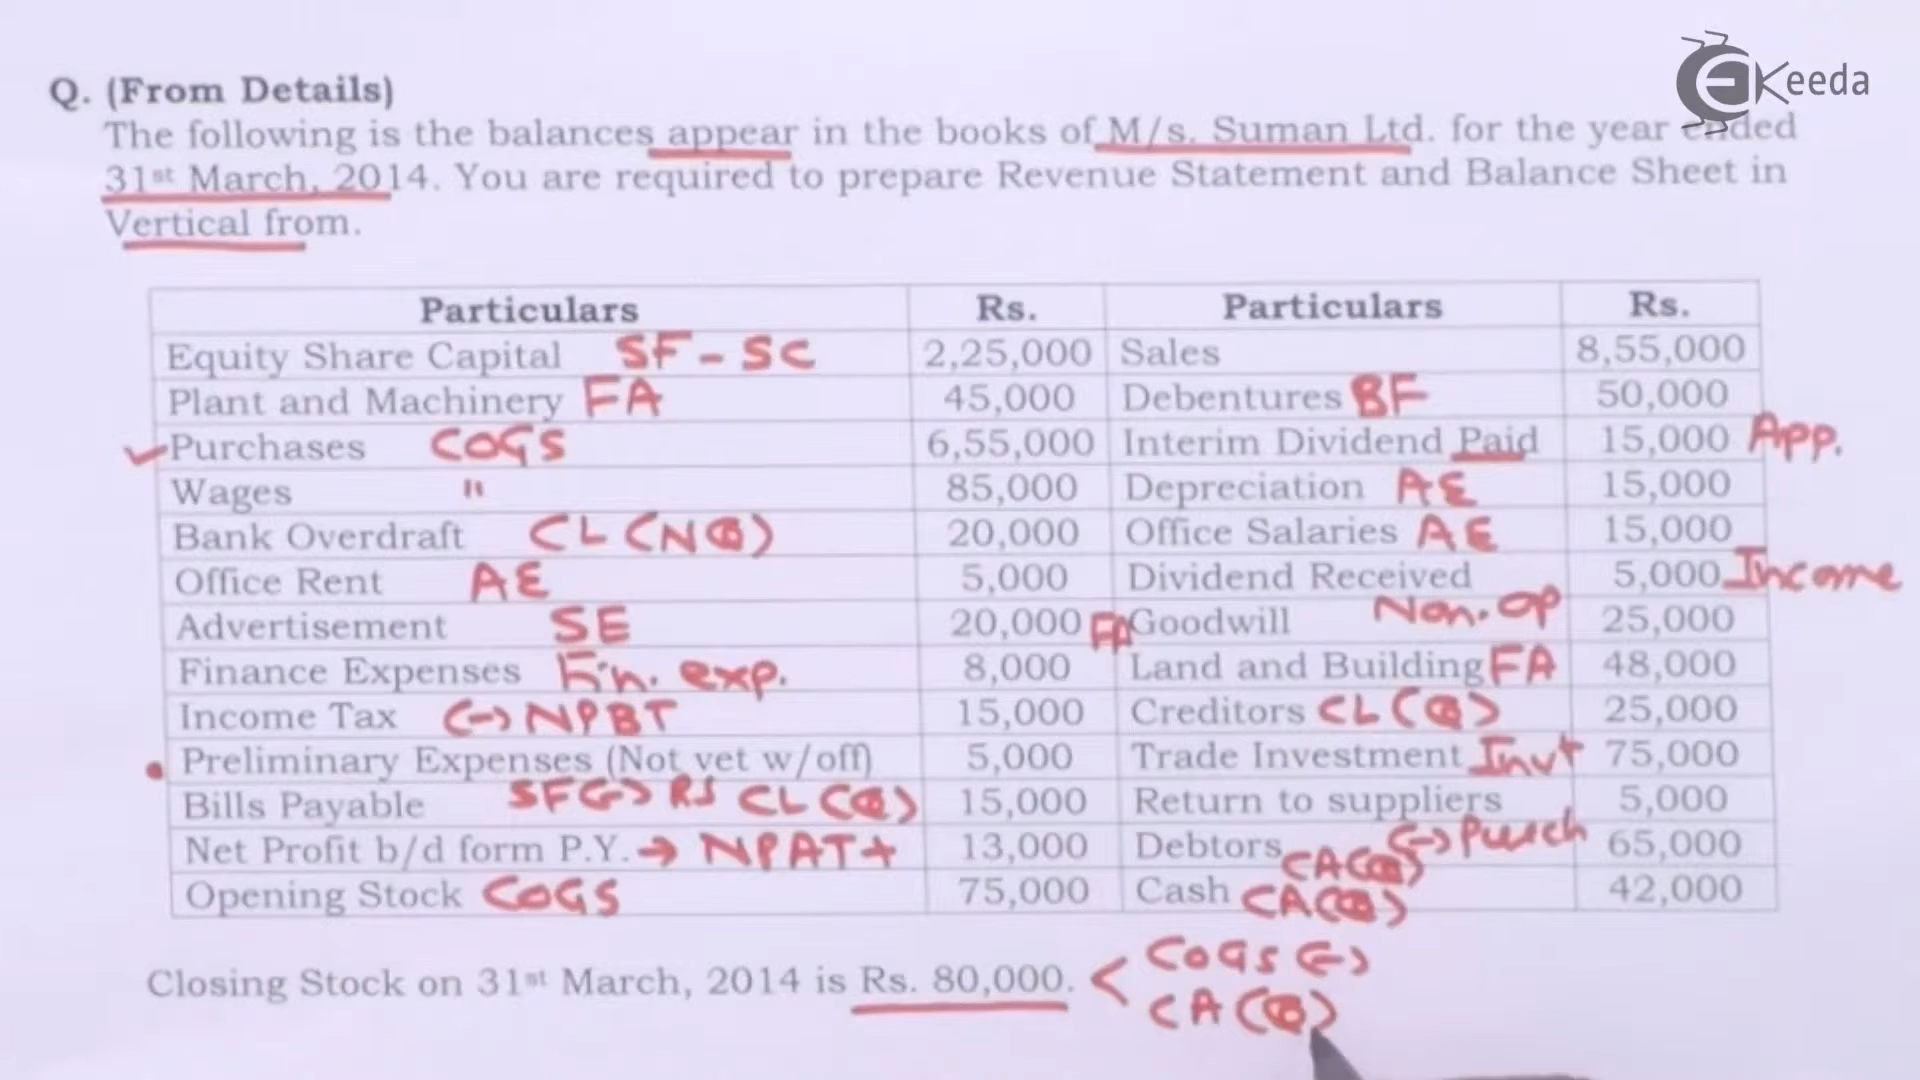 Keeda
Q. (From Details)
The following is the balances appear in the books of M/s. Suman Ltd. for the year ended
31st March, 2014. You are required to prepare Revenue Statement and Balance Sheet in
Vertical from.
Particulars Rs. Particulars Rs.
Equity Share Capital SF - SC 2,25,000 Sales 8,55,000
Plant and Machinery FA 45,000 Debentures BF 50,000
Purchases COGS 6,55,000 Interim Dividend Paid 15,000 App.
Wages " 85,000 Depreciation AE 15,000
Bank Overdraft CL (NQ) 20,000 Office Salaries AE 15,000
Office Rent AE 5,000 Dividend Received 5,000 Income
Non. op
Advertisement SE 20,000 FA Goodwill 25,000
Finance Expenses Fin. exp. 8,000 Land and Building FA 48,000
Income Tax (-) NPBT 15,000 Creditors CL (Q) 25,000
Preliminary Expenses (Not yet w/off) 5,000 Trade Investment Invt 75,000
SF (-) RS
Bills Payable CL (Q) 15,000 Return to suppliers 5,000
(-) Purch
Net Profit b/d form P.Y. → NPAT + 13,000 Debtors CA(Q) 65,000
Opening Stock COGS 75,000 Cash CA(Q) 42,000
COGS (-)
Closing Stock on 31st March, 2014 is Rs. 80,000. <
CA (Q)